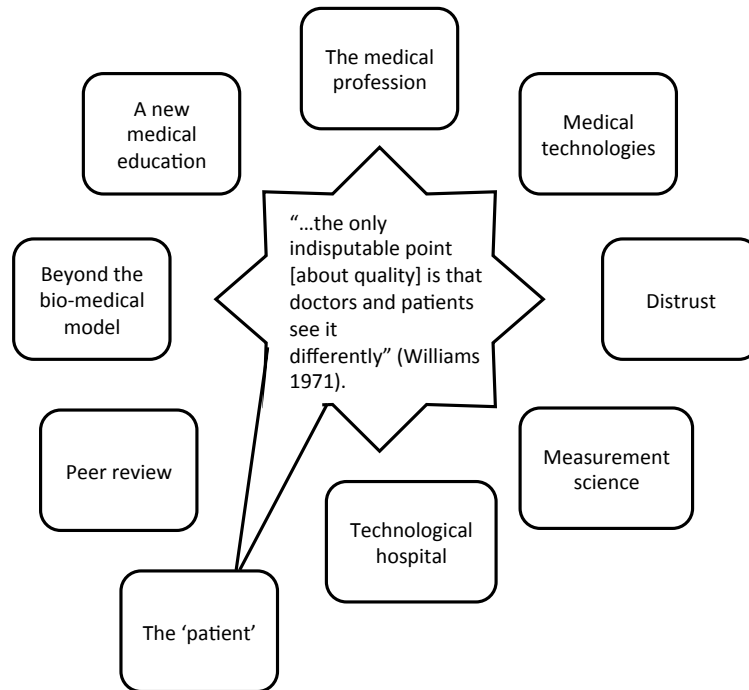 The medical
profession
A new
medical
education
Medical
technologies
“…the only
indisputable point
[about quality] is that
doctors and patients
see it
differently” (Williams
1971).
Beyond the
bio-medical
model
Distrust
Peer review
Measurement
science
Technological
hospital
The ‘patient’